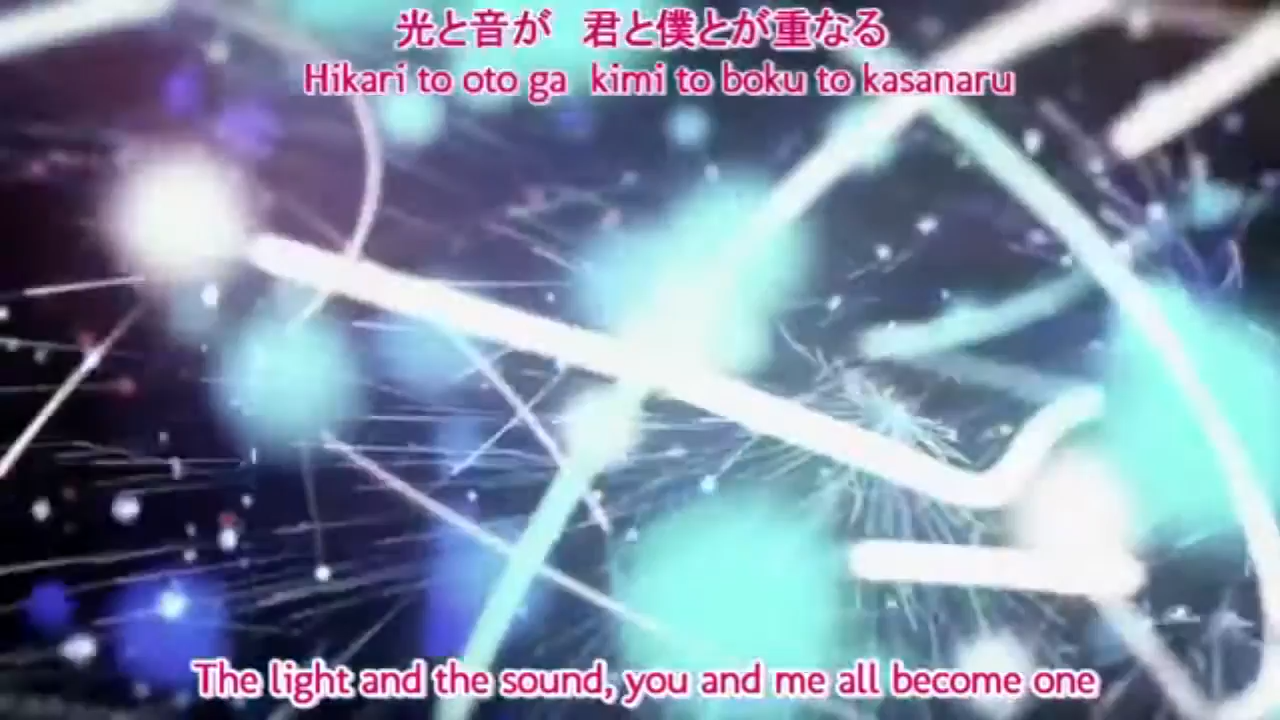 光と音が　君と僕とが重なる
Hikari to oto ga  kimi to boku to kasanaru
The light and the sound, you and me all become one